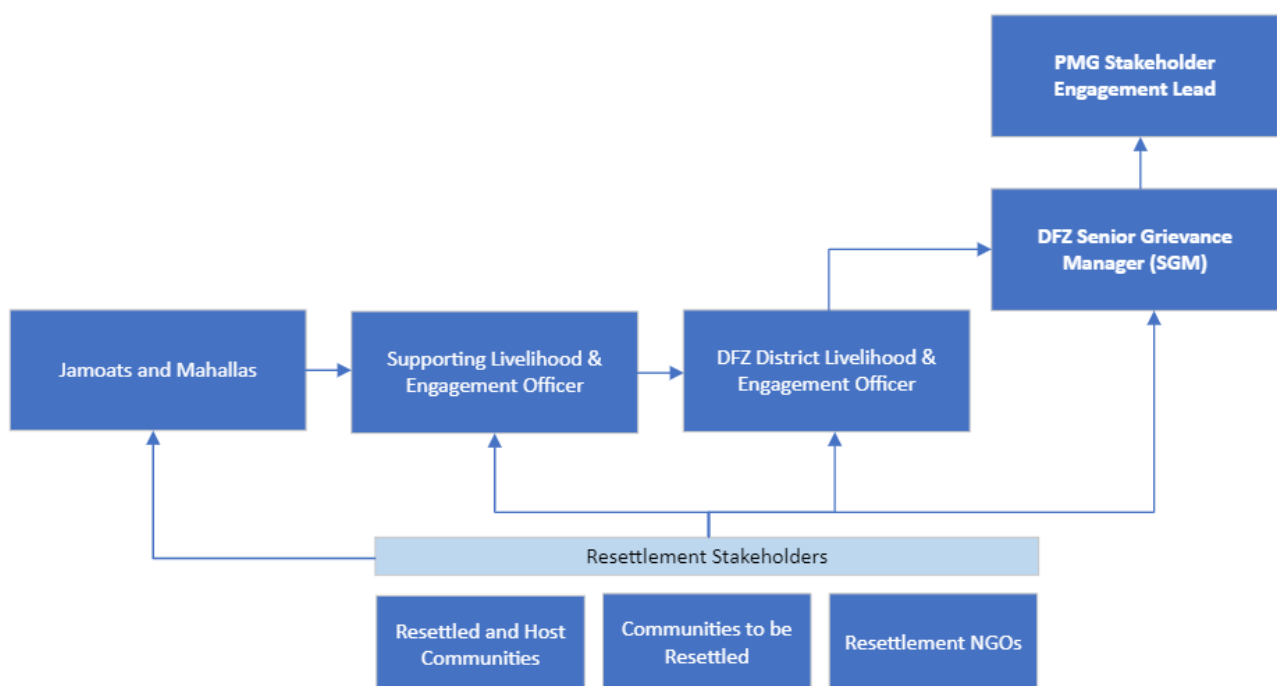 PMG Stakeholder
Engagement Lead
DFZ Senior Grievance
Manager (SGM)
Jamoats and Mahallas
Supporting Livelihood &
Engagement Officer
DFZ District Livelihood &
Engagement Officer
Resettlement Stakeholders
Resettled and Host
Communities
Communities to be
Resettled
Resettlement NGOs